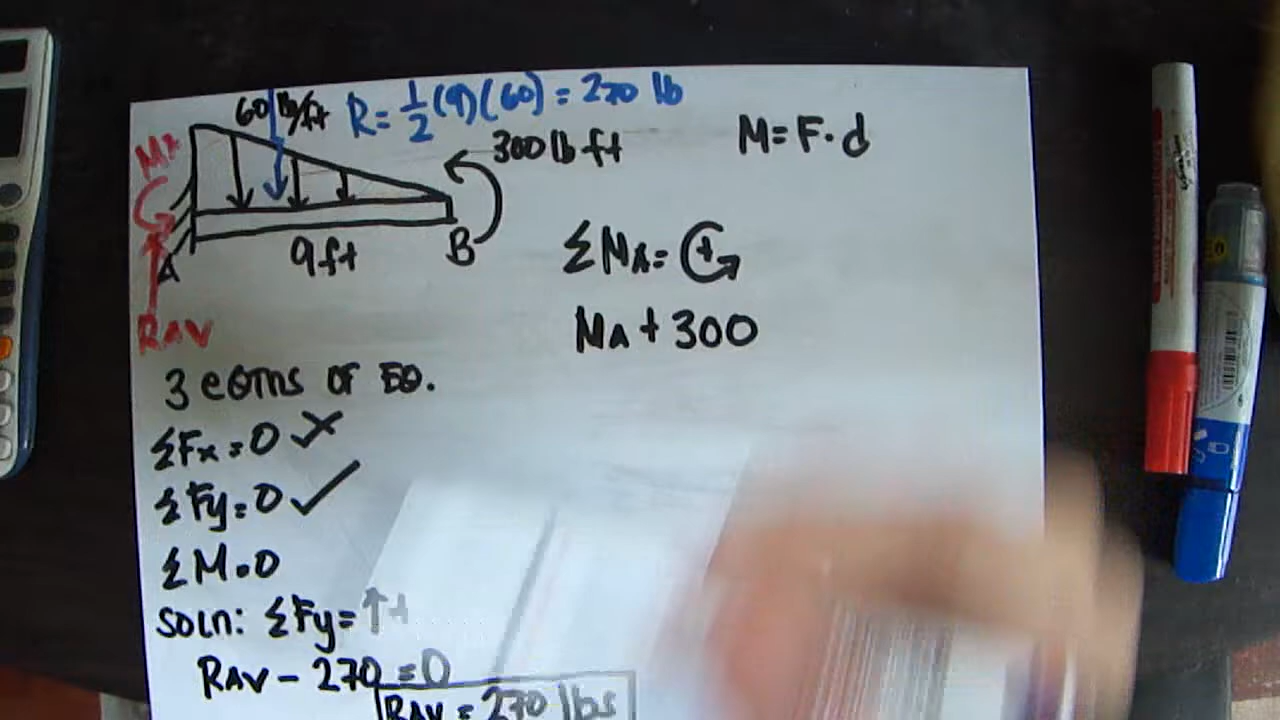 60 lb/ft R = 1/2 (9)(60) = 270 lb
MA
300 lb ft
M = F · d
9 ft
A
B
ΣMA = +
RAV
MA + 300
3 EQTNS OF EQ.
ΣFx = 0
ΣFy = 0
ΣM = 0
SOLN: ΣFy = ↑+
RAV - 270 = 0
RAV = 270 lbs